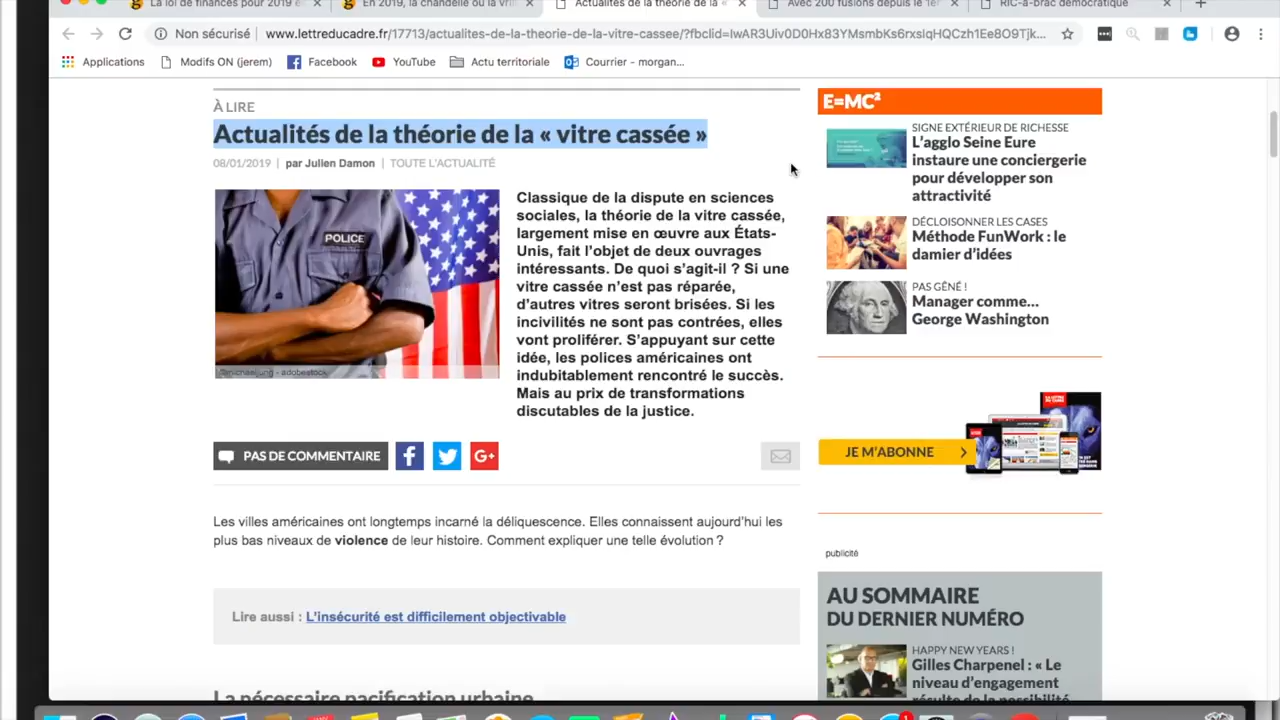 La loi de finances pour 2019 e
En 2019, la chandelle ou la vrill
Actualités de la théorie de la «
Avec 200 fusions depuis le 1er
RIC-à-brac démocratique
Non sécurisé
www.lettreducadre.fr/17713/actualites-de-la-theorie-de-la-vitre-cassee/?fbclid=IwAR3Uiv0D0Hx83YMsmbKs6rxsiqHQCzh1Ee8O9Tjk...
Applications
Modifs ON (jerem)
Facebook
YouTube
Actu territoriale
Courrier - morgan...
À LIRE
Actualités de la théorie de la « vitre cassée »
08/01/2019 | par Julien Damon | TOUTE L'ACTUALITÉ
POLICE
©michaeljung - adobestock
Classique de la dispute en sciences
sociales, la théorie de la vitre cassée,
largement mise en œuvre aux États-
Unis, fait l'objet de deux ouvrages
intéressants. De quoi s'agit-il ? Si une
vitre cassée n'est pas réparée,
d'autres vitres seront brisées. Si les
incivilités ne sont pas contrées, elles
vont proliférer. S'appuyant sur cette
idée, les polices américaines ont
indubitablement rencontré le succès.
Mais au prix de transformations
discutables de la justice.
PAS DE COMMENTAIRE
Les villes américaines ont longtemps incarné la déliquescence. Elles connaissent aujourd'hui les
plus bas niveaux de violence de leur histoire. Comment expliquer une telle évolution ?
Lire aussi : L'insécurité est difficilement objectivable
La nécessaire pacification urbaine
E=MC²
SIGNE EXTÉRIEUR DE RICHESSE
L'agglo Seine Eure
instaure une conciergerie
pour développer son
attractivité
DÉCLOISONNER LES CASES
Méthode FunWork : le
damier d'idées
PAS GÊNÉ !
Manager comme...
George Washington
JE M'ABONNE
publicité
AU SOMMAIRE
DU DERNIER NUMÉRO
HAPPY NEW YEARS !
Gilles Charpenel : « Le
niveau d'engagement
résulte de la possibilité